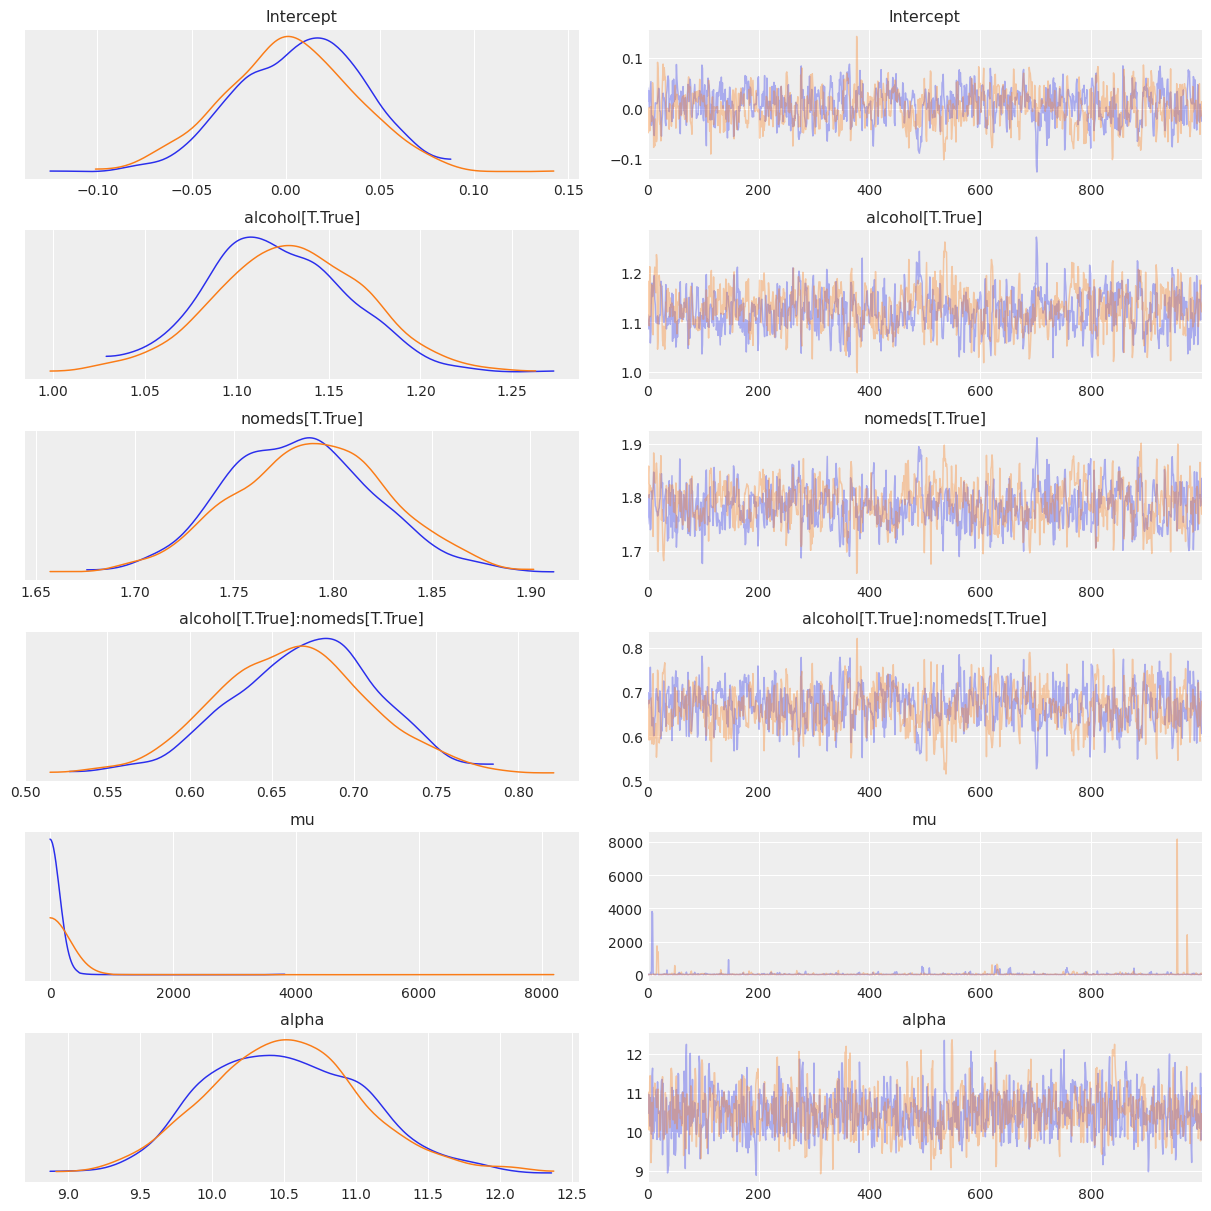 Intercept Intercept
0.1
0.0
−0.1
−0.10 −0.05 0.00 0.05 0.10 0.15 0 200 400 600 800
alcohol[T.True] alcohol[T.True]
1.2
1.1
1.0
1.00 1.05 1.10 1.15 1.20 1.25 0 200 400 600 800
nomeds[T.True] nomeds[T.True]
1.9
1.8
1.7
1.65 1.70 1.75 1.80 1.85 1.90 0 200 400 600 800
alcohol[T.True]:nomeds[T.True] alcohol[T.True]:nomeds[T.True]
0.8
0.7
0.6
0.5
0.50 0.55 0.60 0.65 0.70 0.75 0.80 0 200 400 600 800
mu mu
8000
6000
4000
2000
0
0 2000 4000 6000 8000 0 200 400 600 800
alpha alpha
12
11
10
9
9.0 9.5 10.0 10.5 11.0 11.5 12.0 12.5 0 200 400 600 800